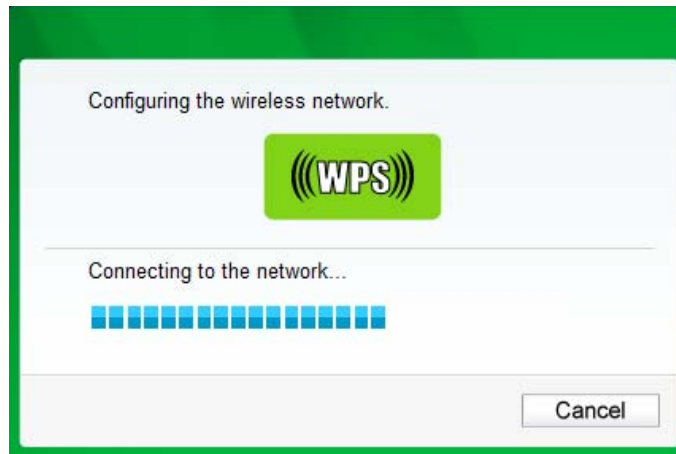 Configuring the wireless network.
WPS
Connecting to the network...
Cancel